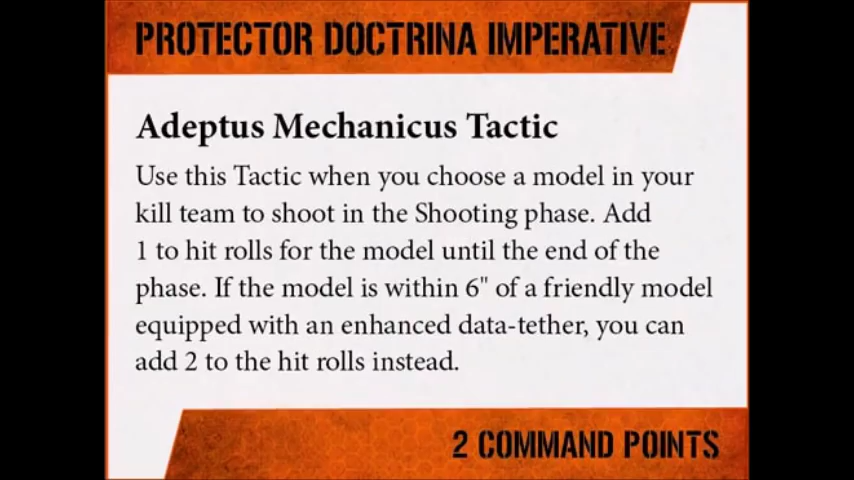 PROTECTOR DOCTRINA IMPERATIVE
Adeptus Mechanicus Tactic
Use this Tactic when you choose a model in your
kill team to shoot in the Shooting phase. Add
1 to hit rolls for the model until the end of the
phase. If the model is within 6" of a friendly model
equipped with an enhanced data-tether, you can
add 2 to the hit rolls instead.
2 COMMAND POINTS